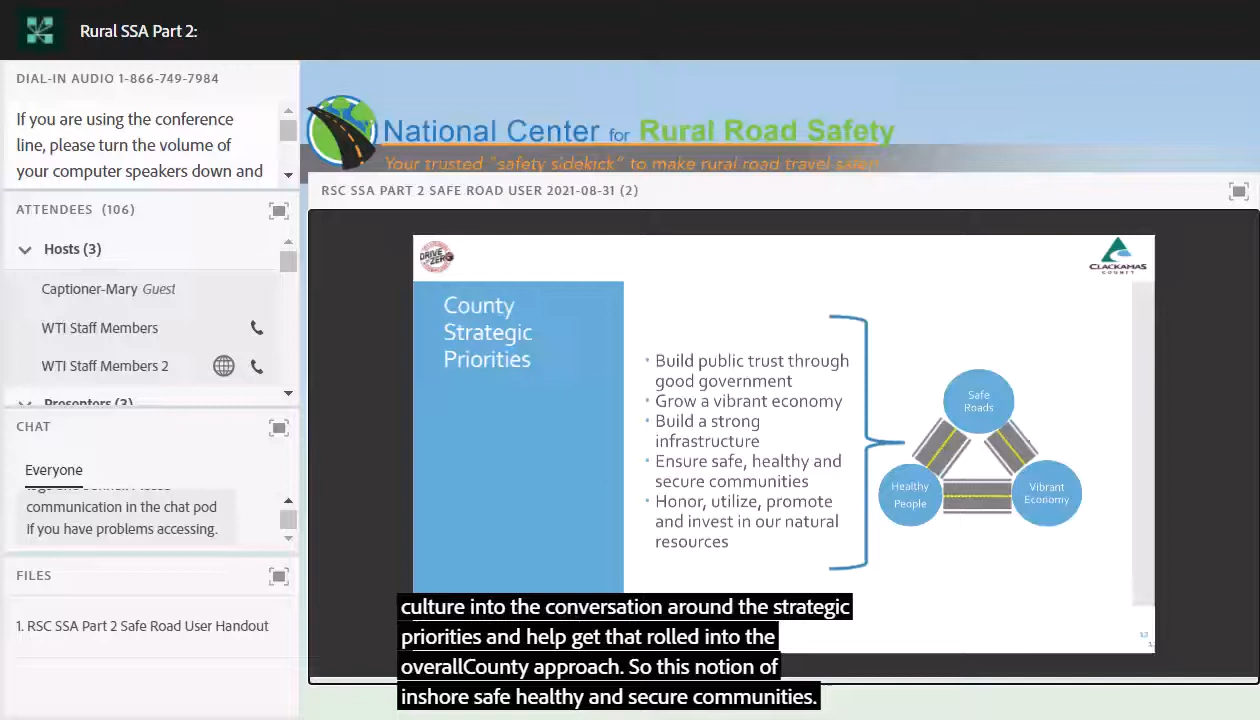 Rural SSA Part 2:
DIAL-IN AUDIO 1-866-749-7984
If you are using the conference
line, please turn the volume of
your computer speakers down and
ATTENDEES (106)
Hosts (3)
Captioner-Mary Guest
WTI Staff Members
WTI Staff Members 2
Presenters (3)
CHAT
Everyone
communication in the chat pod
if you have problems accessing.
FILES
1. RSC SSA Part 2 Safe Road User Handout
National Center for Rural Road Safety
Your trusted "safety sidekick" to make rural road travel safer!
RSC SSA PART 2 SAFE ROAD USER 2021-08-31 (2)
DRIVE TO
ZERO
CLACKAMAS
COUNTY
County
Strategic
Priorities
• Build public trust through
good government
• Grow a vibrant economy
• Build a strong
infrastructure
• Ensure safe, healthy and
secure communities
• Honor, utilize, promote
and invest in our natural
resources
Safe
Roads
Healthy
People
Vibrant
Economy
culture into the conversation around the strategic
priorities and help get that rolled into the
overallCounty approach. So this notion of
inshore safe healthy and secure communities.